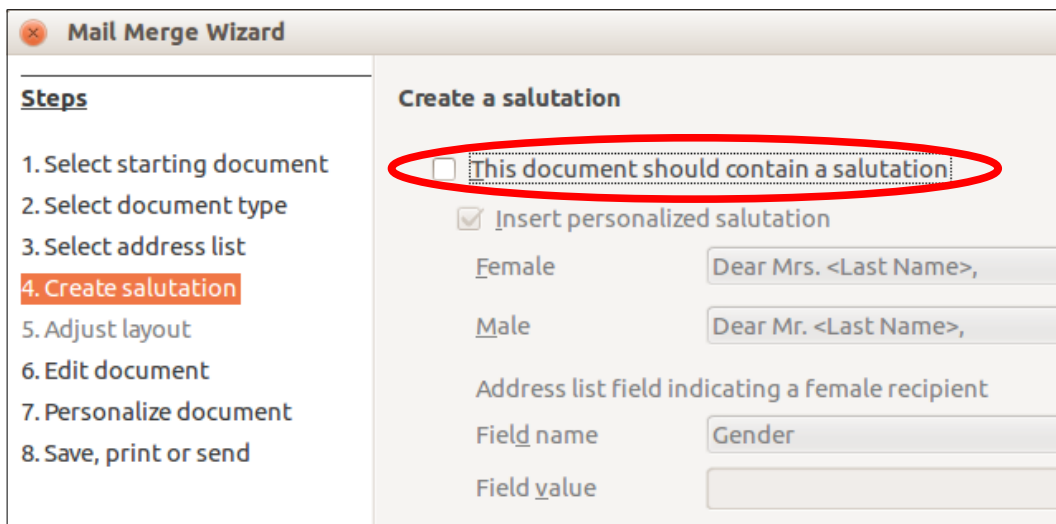 Mail Merge Wizard
Steps
1. Select starting document
2. Select document type
3. Select address list
4. Create salutation
5. Adjust layout
6. Edit document
7. Personalize document
8. Save, print or send
Create a salutation
This document should contain a salutation
Insert personalized salutation
Female Dear Mrs. <Last Name>,
Male Dear Mr. <Last Name>,
Address list field indicating a female recipient
Field name Gender
Field value